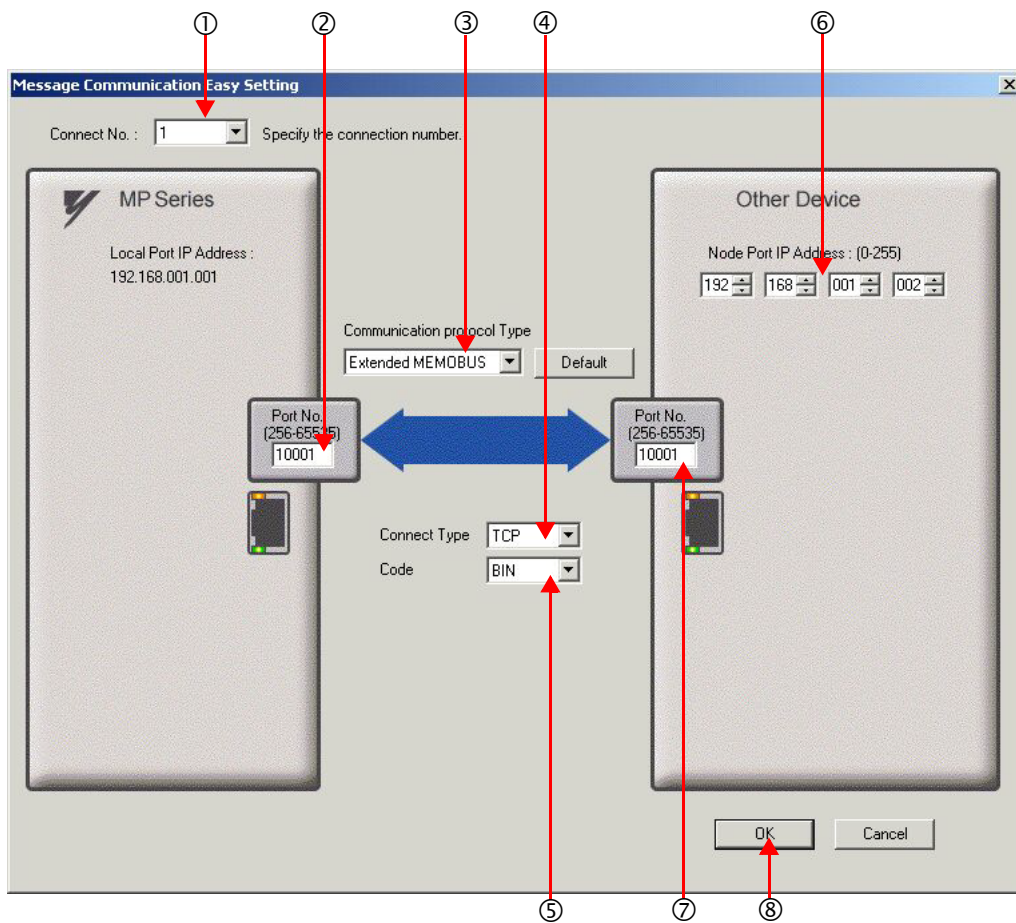 ① ② ③ ④ ⑥
Message Communication Easy Setting
Connect No. : 1 Specify the connection number.
MP Series
Local Port IP Address :
192.168.001.001
Other Device
Node Port IP Address : (0-255)
192 168 001 002
Communication protocol Type
Extended MEMOBUS Default
Port No.
(256-65535)
10001
Port No.
(256-65535)
10001
Connect Type TCP
Code BIN
OK Cancel
⑤ ⑦ ⑧